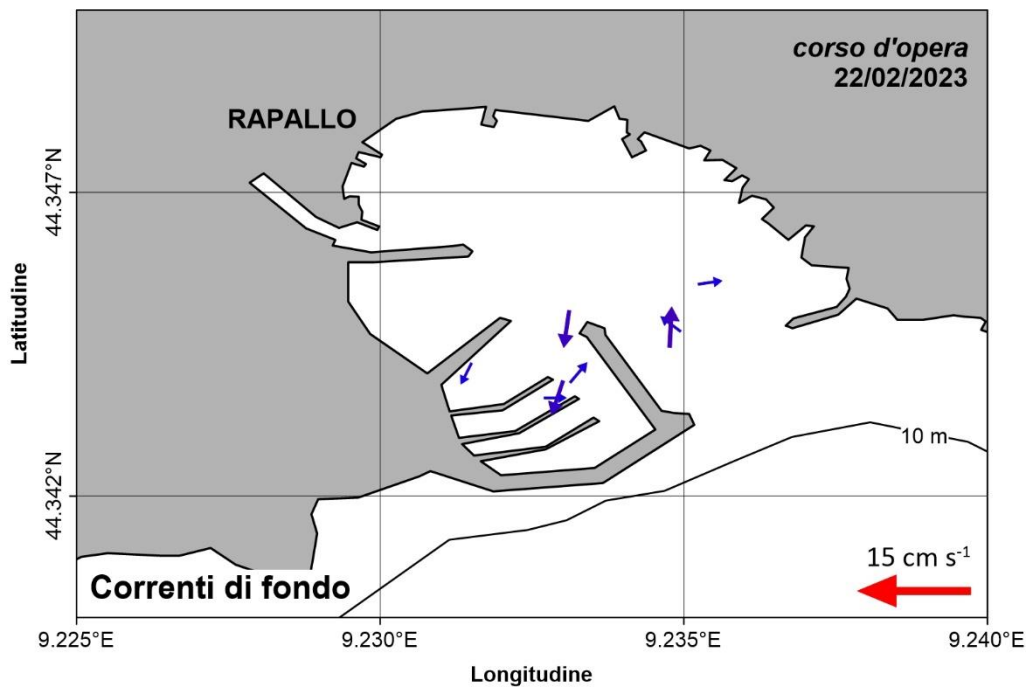 corso d'opera
22/02/2023
RAPALLO
44.347°N
Latitudine
10 m
44.342°N
15 cm s⁻¹
Correnti di fondo
9.225°E 9.230°E 9.235°E 9.240°E
Longitudine